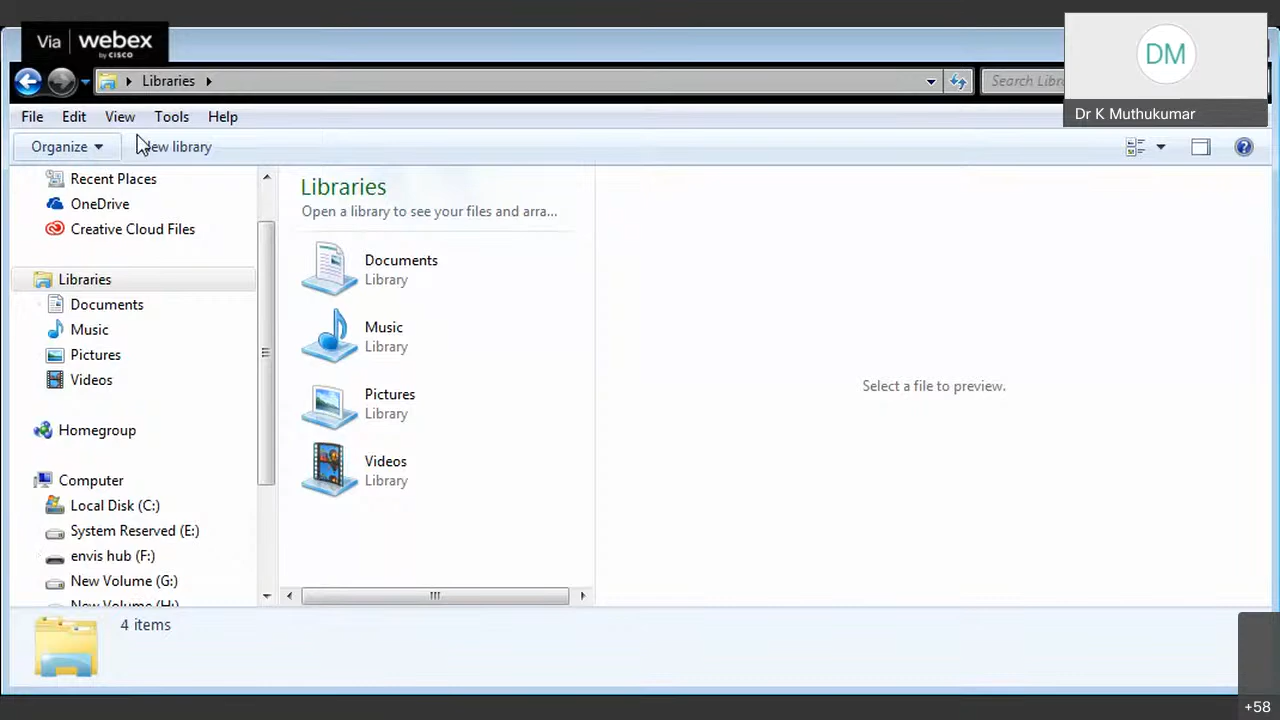 Via webex
by CISCO
DM
Dr K Muthukumar
Libraries
Search Libr
File Edit View Tools Help
Organize ew library
Recent Places
OneDrive
Creative Cloud Files
Libraries
Documents
Music
Pictures
Videos
Homegroup
Computer
Local Disk (C:)
System Reserved (E:)
envis hub (F:)
New Volume (G:)
New Volume (H:)
Libraries
Open a library to see your files and arra...
Documents
Library
Music
Library
Pictures
Library
Videos
Library
Select a file to preview.
4 items
+58